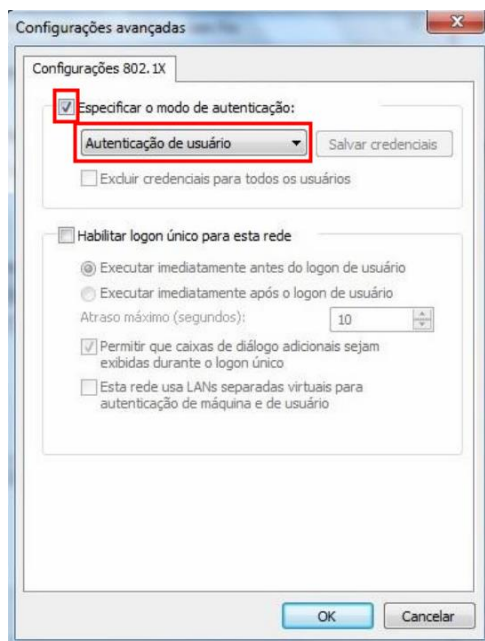 Configurações avançadas
Configurações 802.1X
Especificar o modo de autenticação:
Autenticação de usuário
Salvar credenciais
Excluir credenciais para todos os usuários
Habilitar logon único para esta rede
Executar imediatamente antes do logon de usuário
Executar imediatamente após o logon de usuário
Atraso máximo (segundos):
10
Permitir que caixas de diálogo adicionais sejam
exibidas durante o logon único
Esta rede usa LANs separadas virtuais para
autenticação de máquina e de usuário
OK
Cancelar